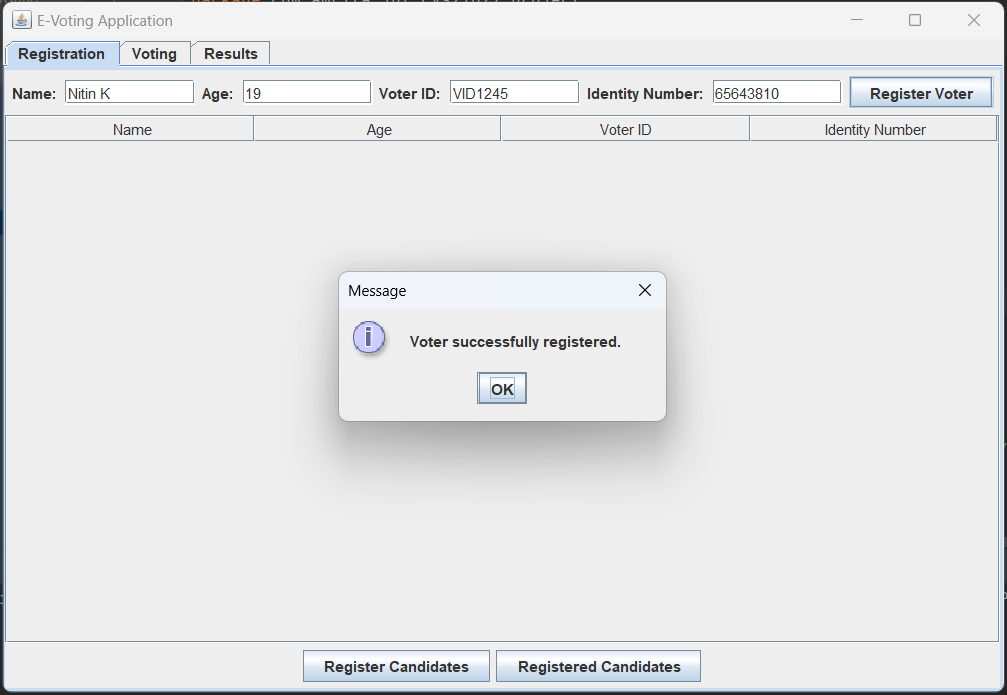 E-Voting Application
Registration Voting Results
Name: Nitin K Age: 19 Voter ID: VID1245 Identity Number: 65643810 Register Voter
Name Age Voter ID Identity Number
Message
i Voter successfully registered.
OK
Register Candidates Registered Candidates